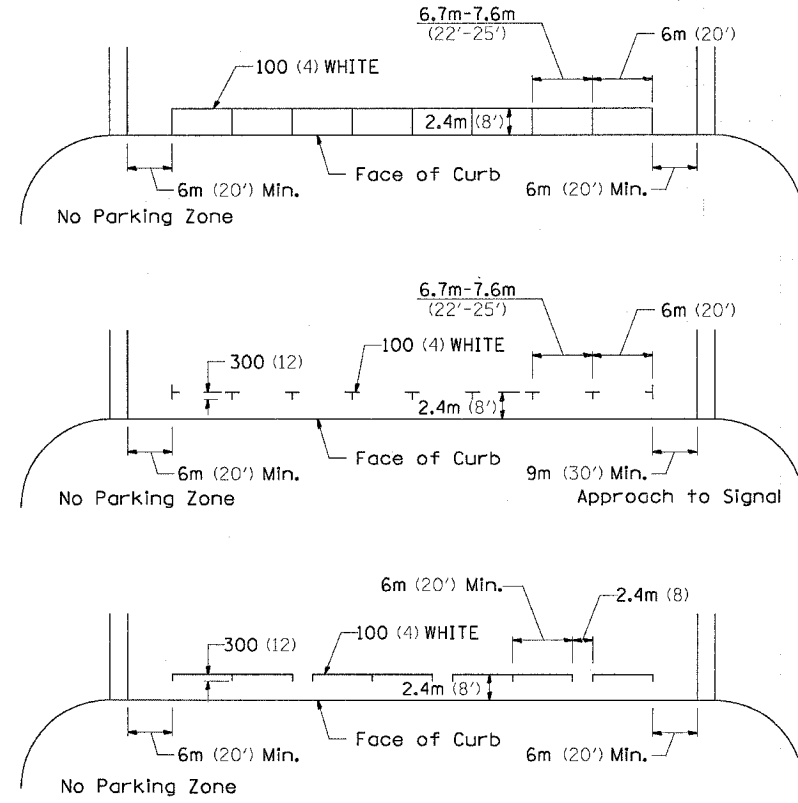 6.7m-7.6m
(22'-25')
6m (20')
100 (4) WHITE
2.4m (8')
Face of Curb
6m (20') Min.
6m (20') Min.
No Parking Zone
6.7m-7.6m
(22'-25')
6m (20')
300 (12)
100 (4) WHITE
2.4m (8')
Face of Curb
6m (20') Min.
9m (30') Min.
No Parking Zone
Approach to Signal
6m (20') Min.
2.4m (8)
300 (12)
100 (4) WHITE
2.4m (8')
Face of Curb
6m (20') Min.
6m (20') Min.
No Parking Zone